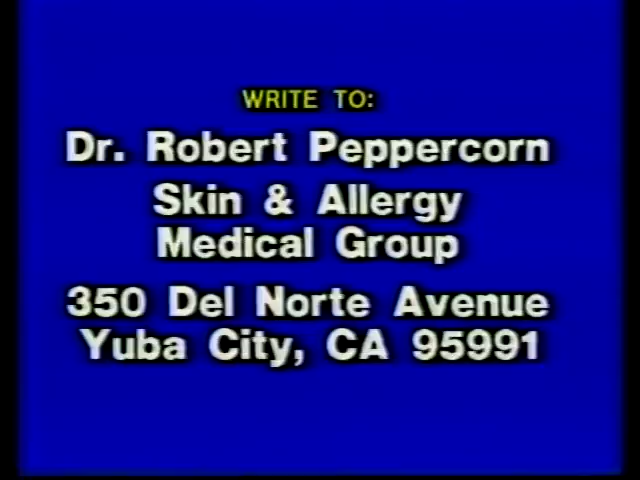 WRITE TO:
Dr. Robert Peppercorn
Skin & Allergy
Medical Group
350 Del Norte Avenue
Yuba City, CA 95991